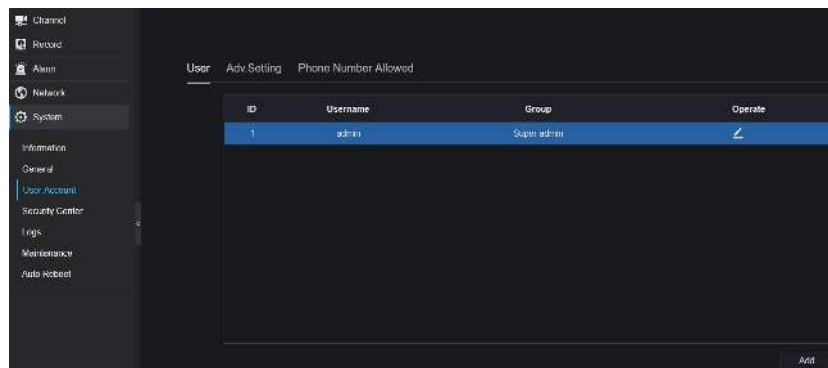 Channel
Record
Alarm
Network
System
Information
General
User Account
Security Center
Logs
Maintenance
Auto Reboot
User Adv.Setting Phone Number Allowed
ID Username Group Operate
1 admin Super admin
Add